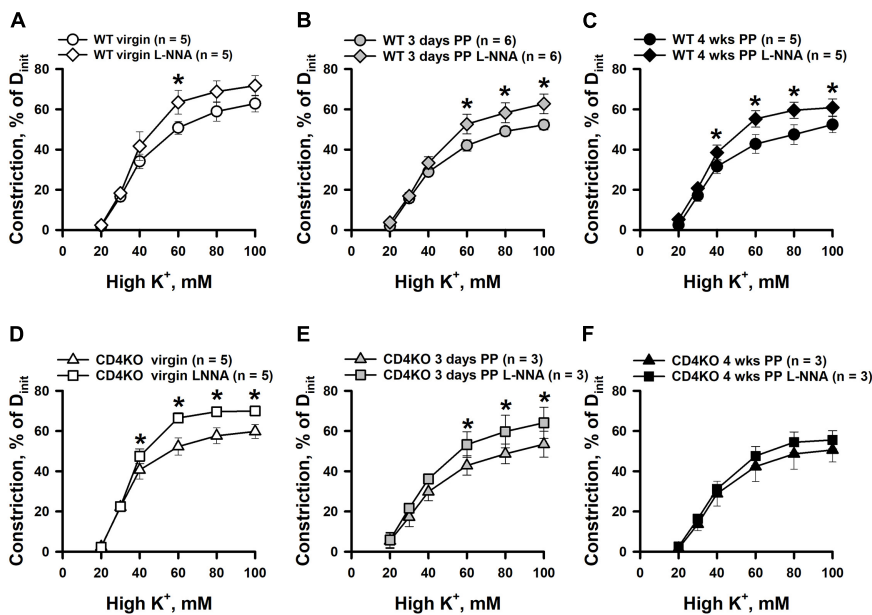 A
WT virgin (n = 5)
WT virgin L-NNA (n = 5)
80
60
40
20
0
*
Constriction, % of Dinit
0 20 40 60 80 100
High K+, mM
B
WT 3 days PP (n = 6)
WT 3 days PP L-NNA (n = 6)
80
60
40
20
0
* * *
Constriction, % of Dinit
0 20 40 60 80 100
High K+, mM
C
WT 4 wks PP (n = 5)
WT 4 wks PP L-NNA (n = 5)
80
60
40
20
0
* * * *
Constriction, % of Dinit
0 20 40 60 80 100
High K+, mM
D
CD4KO virgin (n = 5)
CD4KO virgin LNNA (n = 5)
80
60
40
20
0
* * * *
Constriction, % of Dinit
0 20 40 60 80 100
High K+, mM
E
CD4KO 3 days PP (n = 3)
CD4KO 3 days PP L-NNA (n = 3)
80
60
40
20
0
* * *
Constriction, % of Dinit
0 20 40 60 80 100
High K+, mM
F
CD4KO 4 wks PP (n = 3)
CD4KO 4 wks PP L-NNA (n = 3)
80
60
40
20
0
Constriction, % of Dinit
0 20 40 60 80 100
High K+, mM